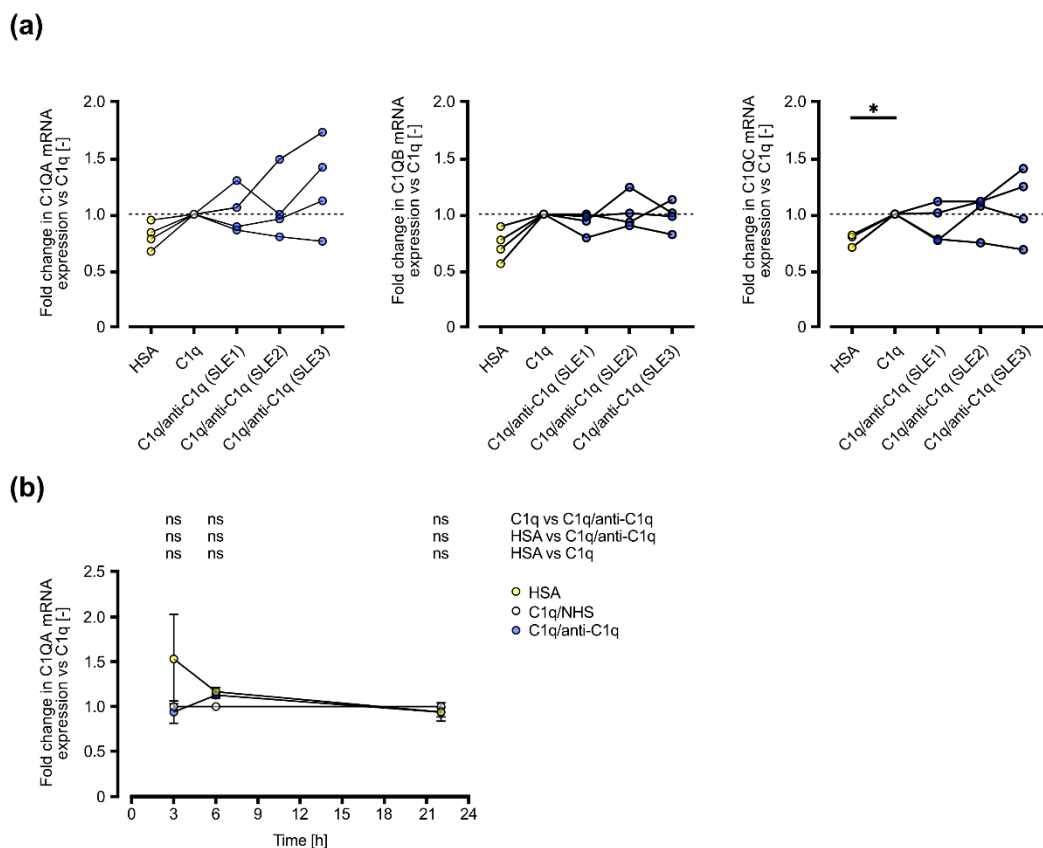 (a)
Fold change in C1QA mRNA
expression vs C1q [-]
2.0
1.5
1.0
0.5
0
HSA
C1q
C1q/anti-C1q (SLE1)
C1q/anti-C1q (SLE2)
C1q/anti-C1q (SLE3)
Fold change in C1QB mRNA
expression vs C1q [-]
2.0
1.5
1.0
0.5
0
HSA
C1q
C1q/anti-C1q (SLE1)
C1q/anti-C1q (SLE2)
C1q/anti-C1q (SLE3)
Fold change in C1QC mRNA
expression vs C1q [-]
2.0
1.5
1.0
0.5
0
*
HSA
C1q
C1q/anti-C1q (SLE1)
C1q/anti-C1q (SLE2)
C1q/anti-C1q (SLE3)
(b)
ns ns ns C1q vs C1q/anti-C1q
ns ns ns HSA vs C1q/anti-C1q
ns ns ns HSA vs C1q
Fold change in C1QA mRNA
expression vs C1q [-]
2.5
2.0
1.5
1.0
0.5
0
0 3 6 9 12 15 18 21 24
Time [h]
HSA
C1q/NHS
C1q/anti-C1q